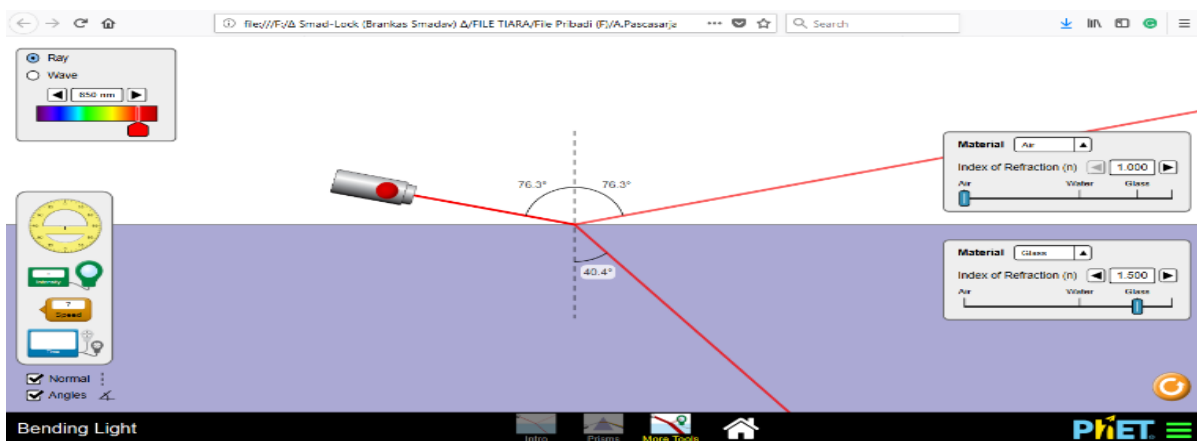 file:///F:/Δ Smad-Lock (Brankas Smadav) Δ/FILE TIARA/File Pribadi (F)/A.Pascasarja
Search
Ray
Wave
650 nm
76.3° 76.3°
40.4°
Material Air
Index of Refraction (n) 1.000
Air Water Glass
Material Glass
Index of Refraction (n) 1.500
Air Water Glass
Intensity
?
Speed
Time
Normal
Angles
Bending Light
Intro Prisms More Tools
PhET